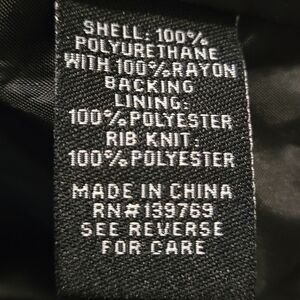 SHELL: 100%
POLYURETHANE
WITH 100% RAYON
BACKING
LINING:
100% POLYESTER
RIB KNIT:
100% POLYESTER
MADE IN CHINA
RN# 139769
SEE REVERSE
FOR CARE